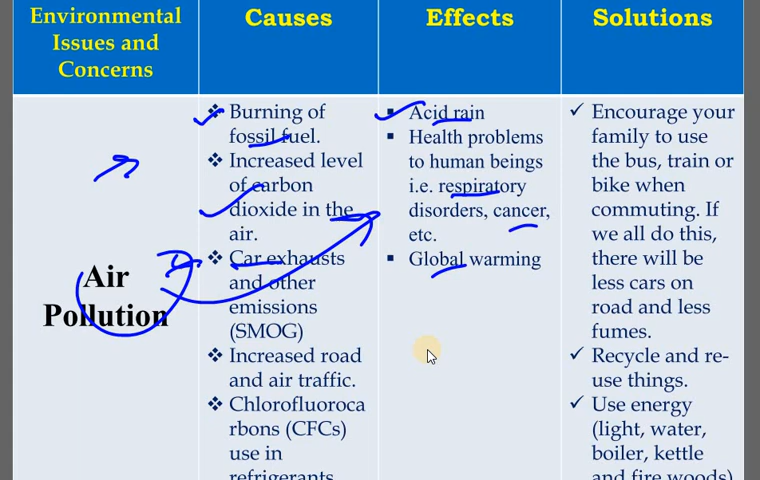 Environmental
Issues and
Concerns
Causes
Effects
Solutions
Air
Pollution
❖ Burning of
fossil fuel.
❖ Increased level
of carbon
dioxide in the
air.
❖ Car exhausts
and other
emissions
(SMOG)
❖ Increased road
and air traffic.
❖ Chlorofluoroca
rbons (CFCs)
use in
refrigerants
▪ Acid rain
▪ Health problems
to human beings
i.e. respiratory
disorders, cancer,
etc.
▪ Global warming
✓ Encourage your
family to use
the bus, train or
bike when
commuting. If
we all do this,
there will be
less cars on
road and less
fumes.
✓ Recycle and re-
use things.
✓ Use energy
(light, water,
boiler, kettle
and fire woods)